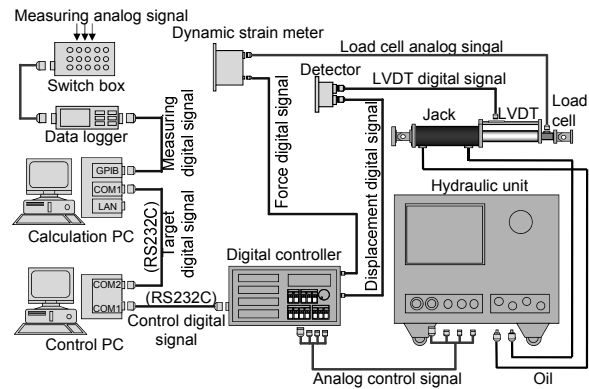 Measuring analog signal
Dynamic strain meter
Load cell analog singal
Switch box
Detector
LVDT digital signal
Jack
LVDT
Load
cell
Data logger
Measuring
digital signal
GPIB
COM1
LAN
Calculation PC
(RS232C)
Target
digital signal
Force digital signal
Displacement digital signal
Hydraulic unit
Digital controller
COM2
COM1
(RS232C)
Control digital
signal
Control PC
Analog control signal
Oil